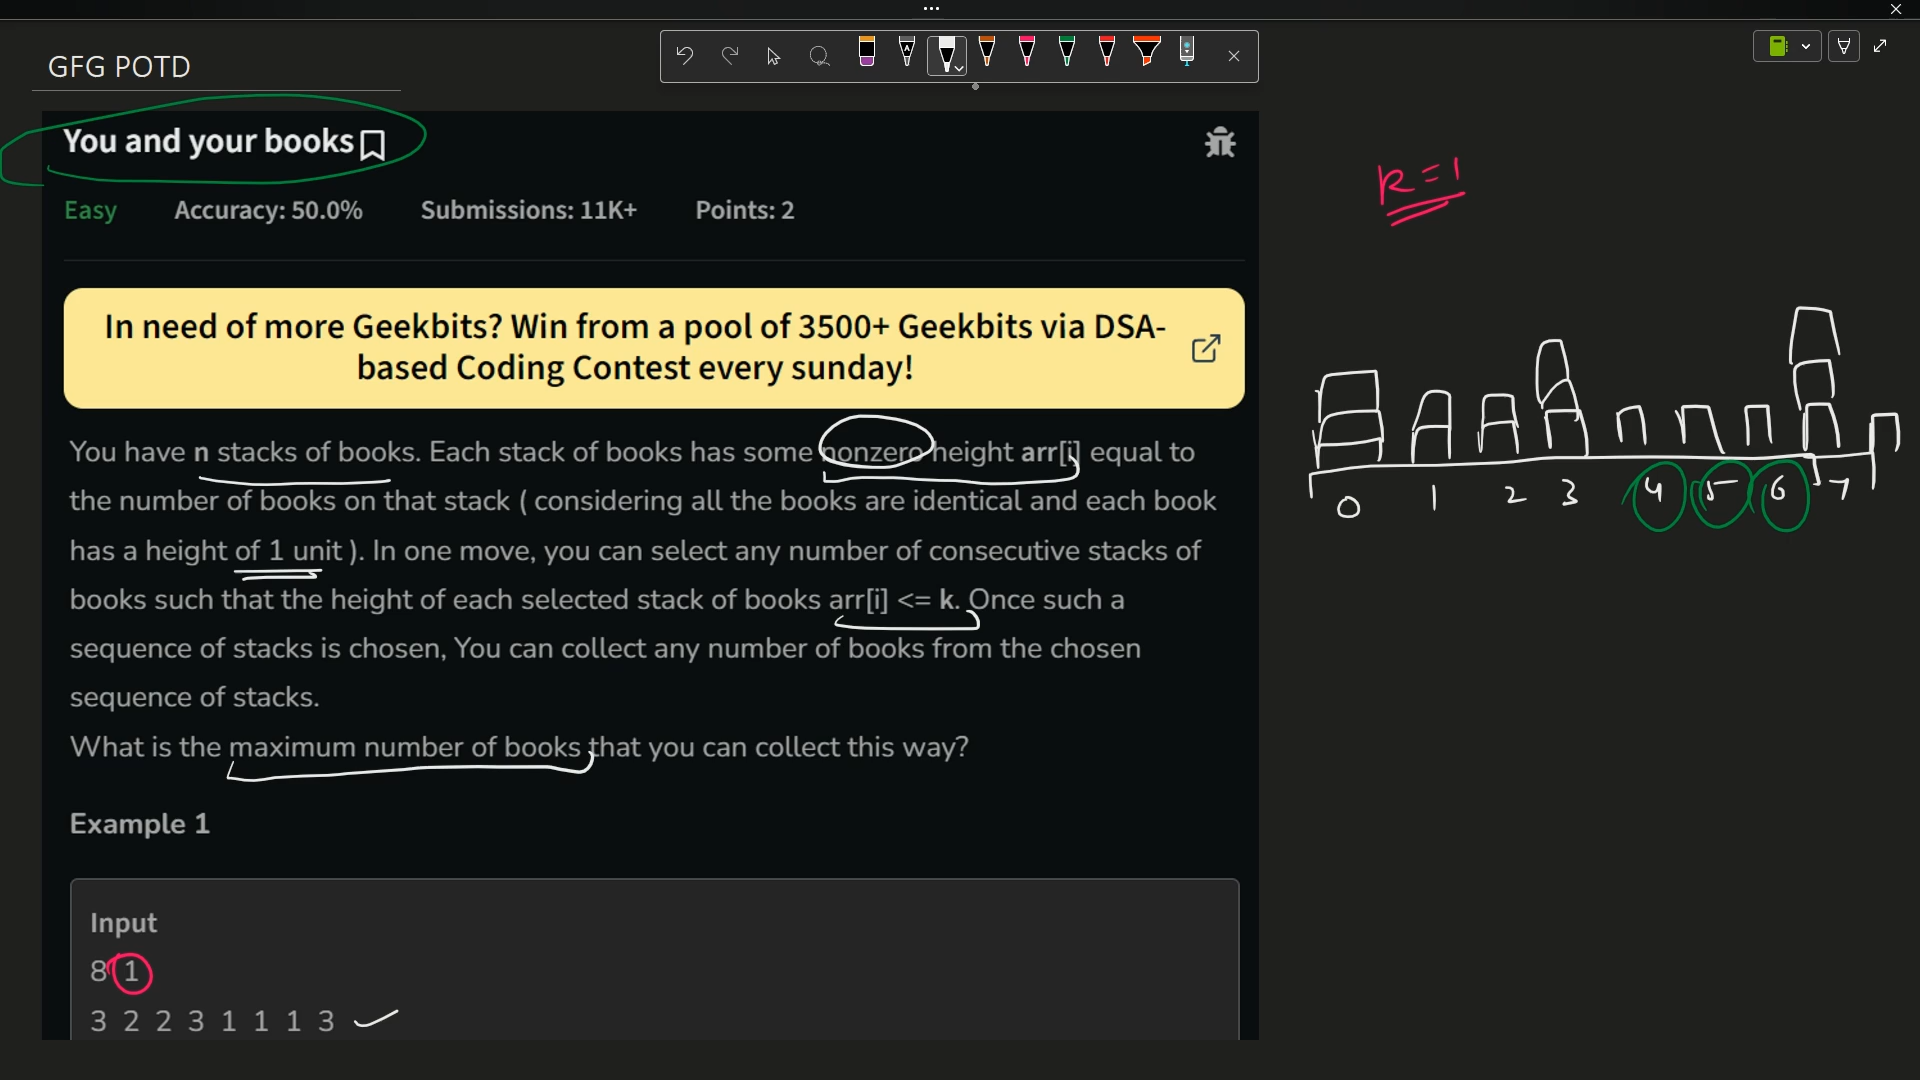 GFG POTD
You and your books
Easy Accuracy: 50.0% Submissions: 11K+ Points: 2
In need of more Geekbits? Win from a pool of 3500+ Geekbits via DSA-
based Coding Contest every sunday!
You have n stacks of books. Each stack of books has some nonzero height arr[i] equal to
the number of books on that stack ( considering all the books are identical and each book
has a height of 1 unit ). In one move, you can select any number of consecutive stacks of
books such that the height of each selected stack of books arr[i] <= k. Once such a
sequence of stacks is chosen, You can collect any number of books from the chosen
sequence of stacks.
What is the maximum number of books that you can collect this way?
Example 1
Input
8 1
3 2 2 3 1 1 1 3
k=1
0 1 2 3 4 5 6 7